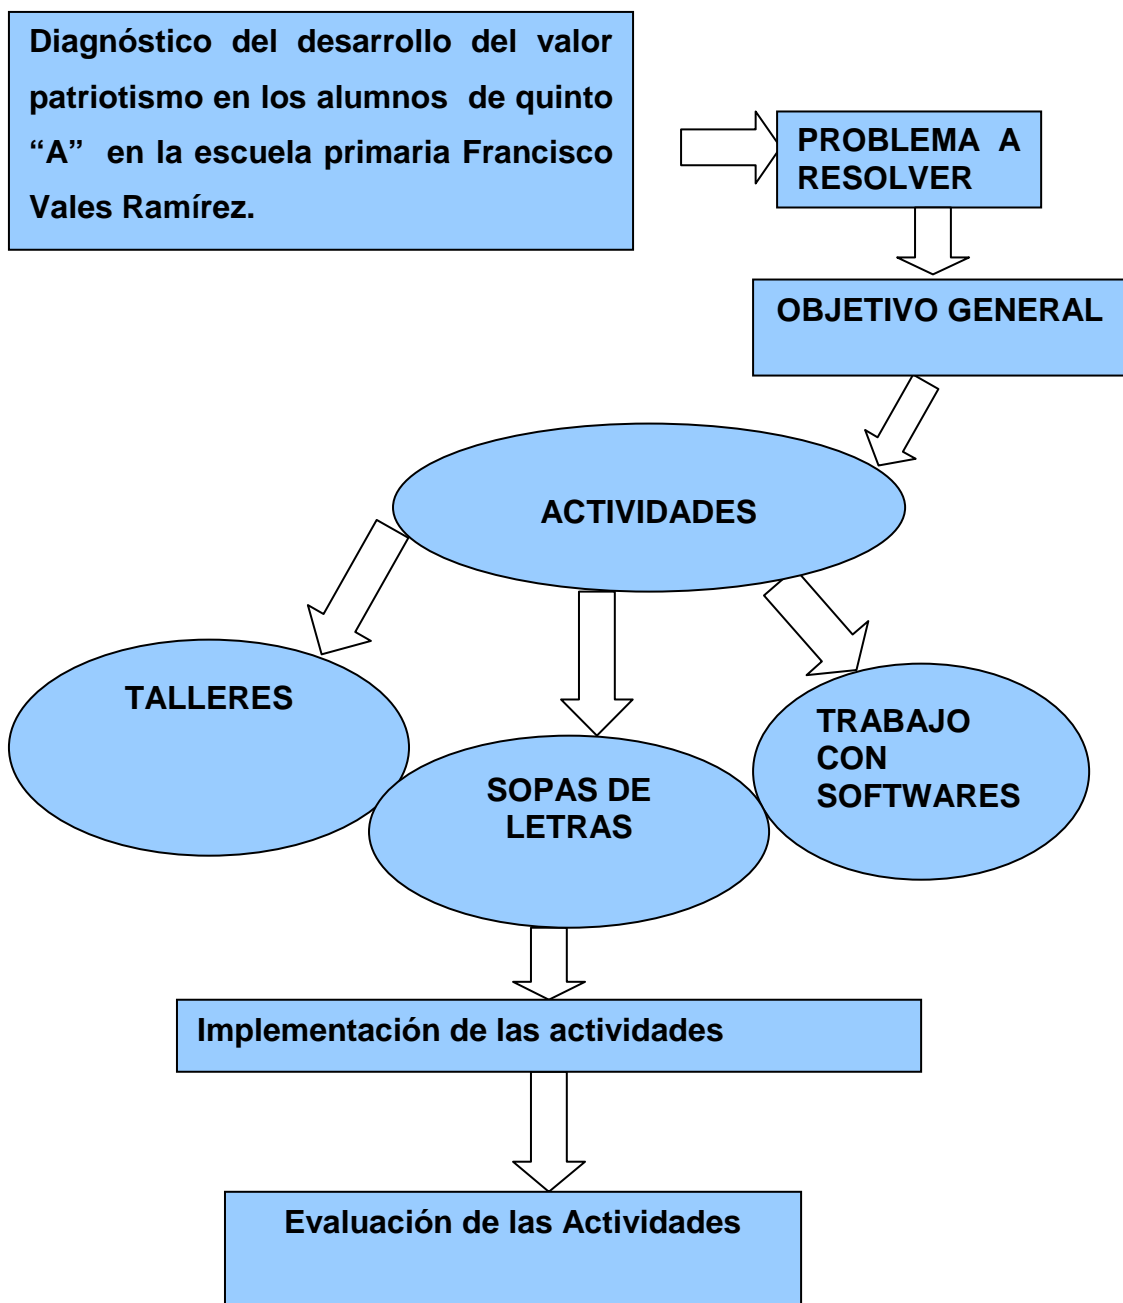 Diagnóstico del desarrollo del valor
patriotismo en los alumnos de quinto
“A” en la escuela primaria Francisco
Vales Ramírez.
PROBLEMA A
RESOLVER
OBJETIVO GENERAL
ACTIVIDADES
TALLERES
SOPAS DE
LETRAS
TRABAJO
CON
SOFTWARES
Implementación de las actividades
Evaluación de las Actividades